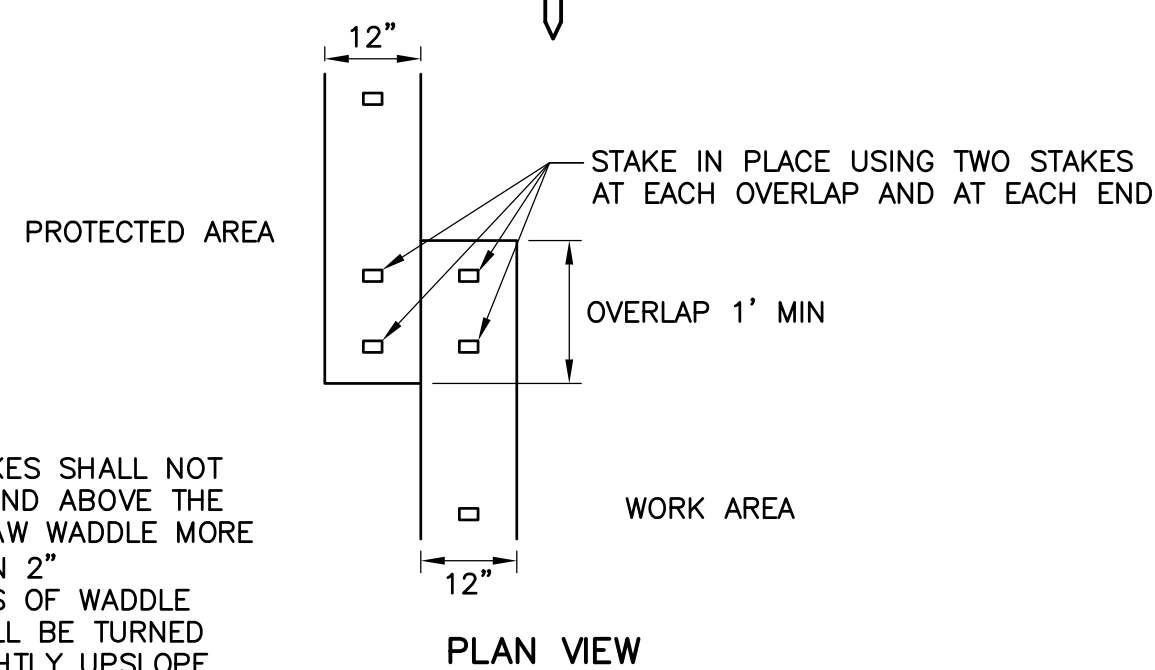 12"
STAKE IN PLACE USING TWO STAKES
AT EACH OVERLAP AND AT EACH END
PROTECTED AREA
OVERLAP 1' MIN
SHALL NOT
ABOVE THE
WADDLE MORE
2"
OF WADDLE
BE TURNED
UPSLOPE
WORK AREA
12"
PLAN VIEW